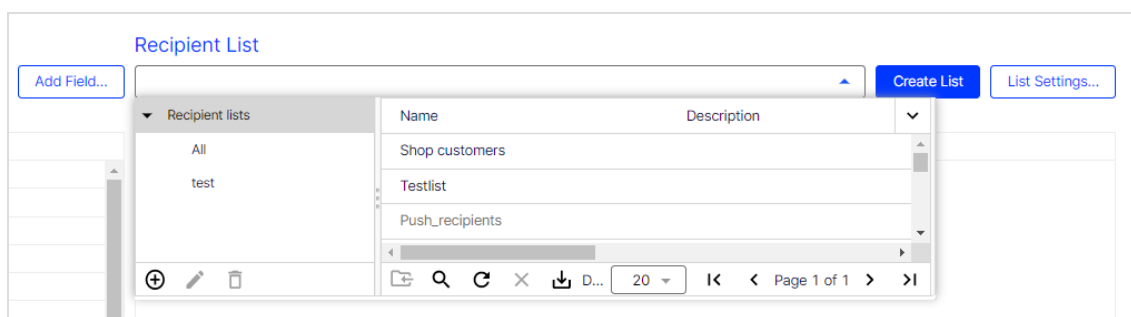 Recipient List
Add Field...
Create List
List Settings...
Recipient lists
All
test
Name Description
Shop customers
Testlist
Push_recipients
D... 20 Page 1 of 1